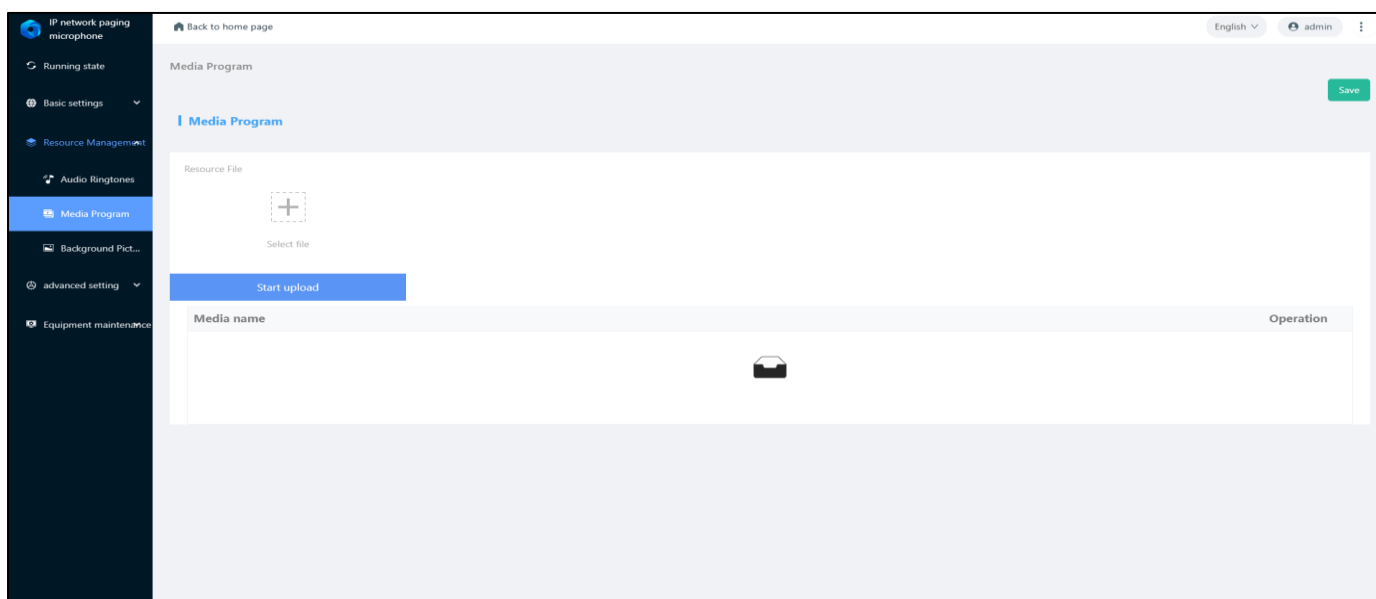 IP network paging
microphone
Running state
Basic settings
Resource Management
Audio Ringtones
Media Program
Background Pict...
advanced setting
Equipment maintenance
Back to home page
English
admin
Media Program
Save
Media Program
Resource File
Select file
Start upload
Media name Operation